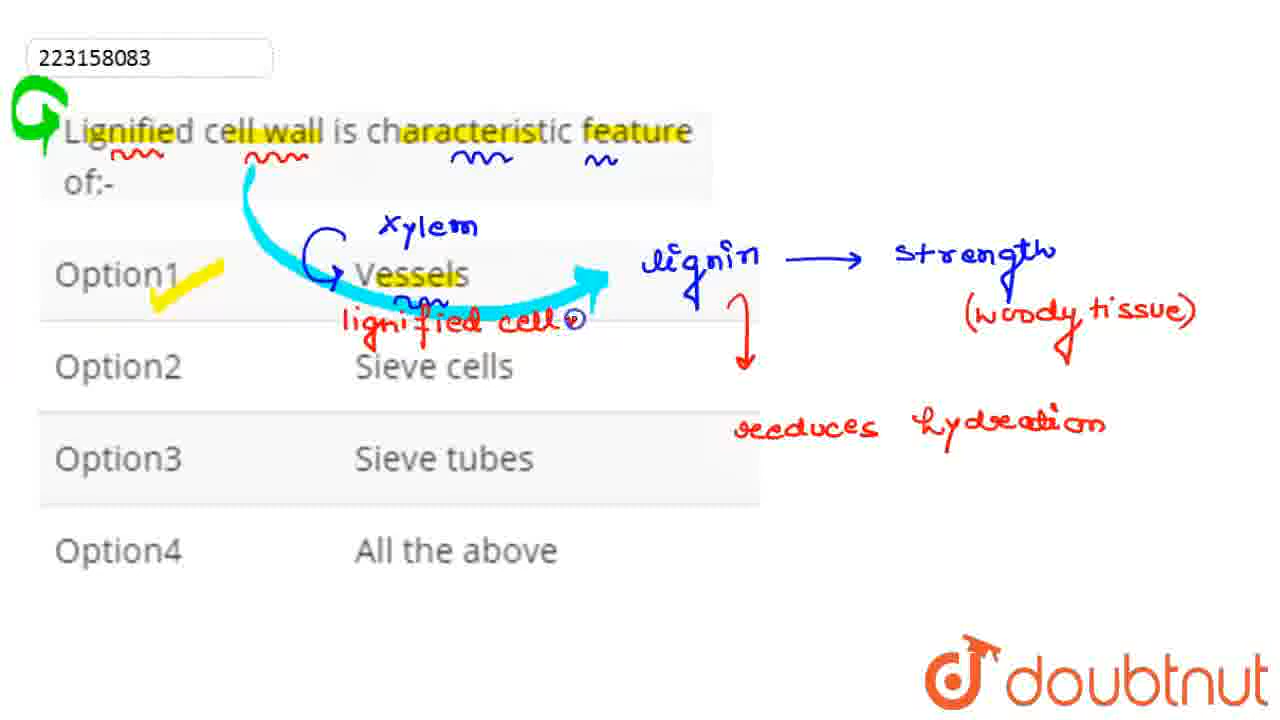 223158083
Lignified cell wall is characteristic feature
of:-
xylem
lignin → strength
Option1 Vessels
(woody tissue)
lignified cell
Option2 Sieve cells
reduces hydration
Option3 Sieve tubes
Option4 All the above
doubtnut